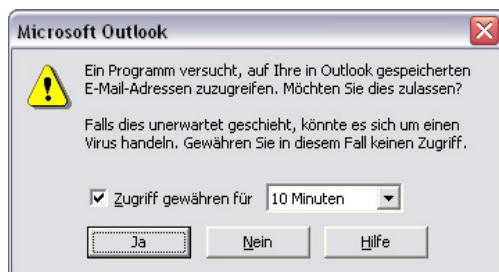 Microsoft Outlook
Ein Programm versucht, auf Ihre in Outlook gespeicherten
E-Mail-Adressen zuzugreifen. Möchten Sie dies zulassen?
Falls dies unerwartet geschieht, könnte es sich um einen
Virus handeln. Gewähren Sie in diesem Fall keinen Zugriff.
Zugriff gewähren für 10 Minuten
Ja Nein Hilfe